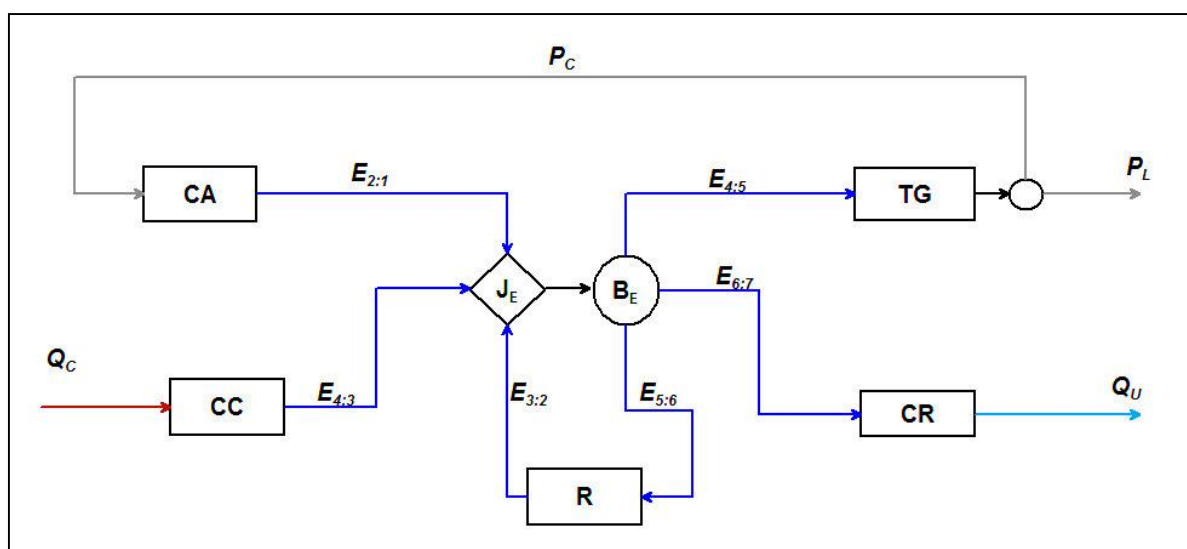 P_C
CA
E_2:1
E_4:5
TG
P_L
J_E
B_E
E_6:7
Q_C
CC
E_4:3
E_3:2
E_5:6
CR
Q_U
R